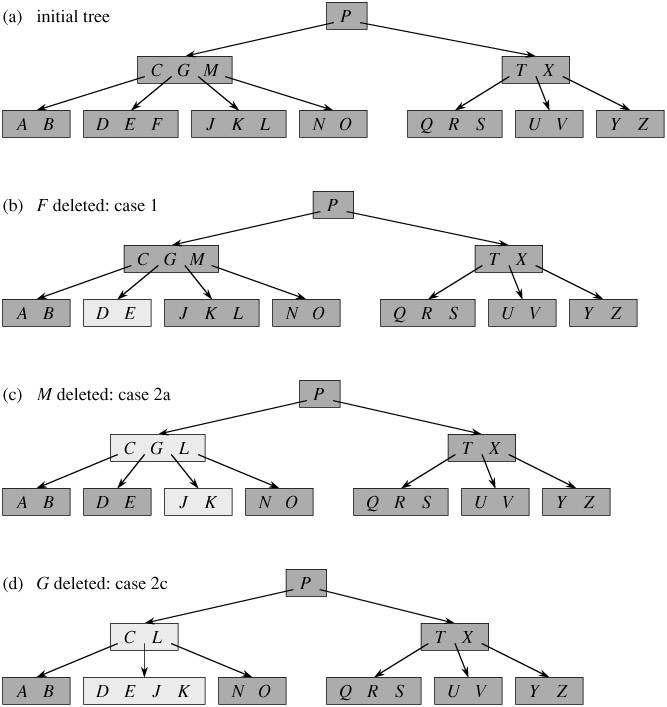 (a) initial tree
P
C G M T X
A B D E F J K L N O Q R S U V Y Z
(b) F deleted: case 1
P
C G M T X
A B D E J K L N O Q R S U V Y Z
(c) M deleted: case 2a
P
C G L T X
A B D E J K N O Q R S U V Y Z
(d) G deleted: case 2c
P
C L T X
A B D E J K N O Q R S U V Y Z